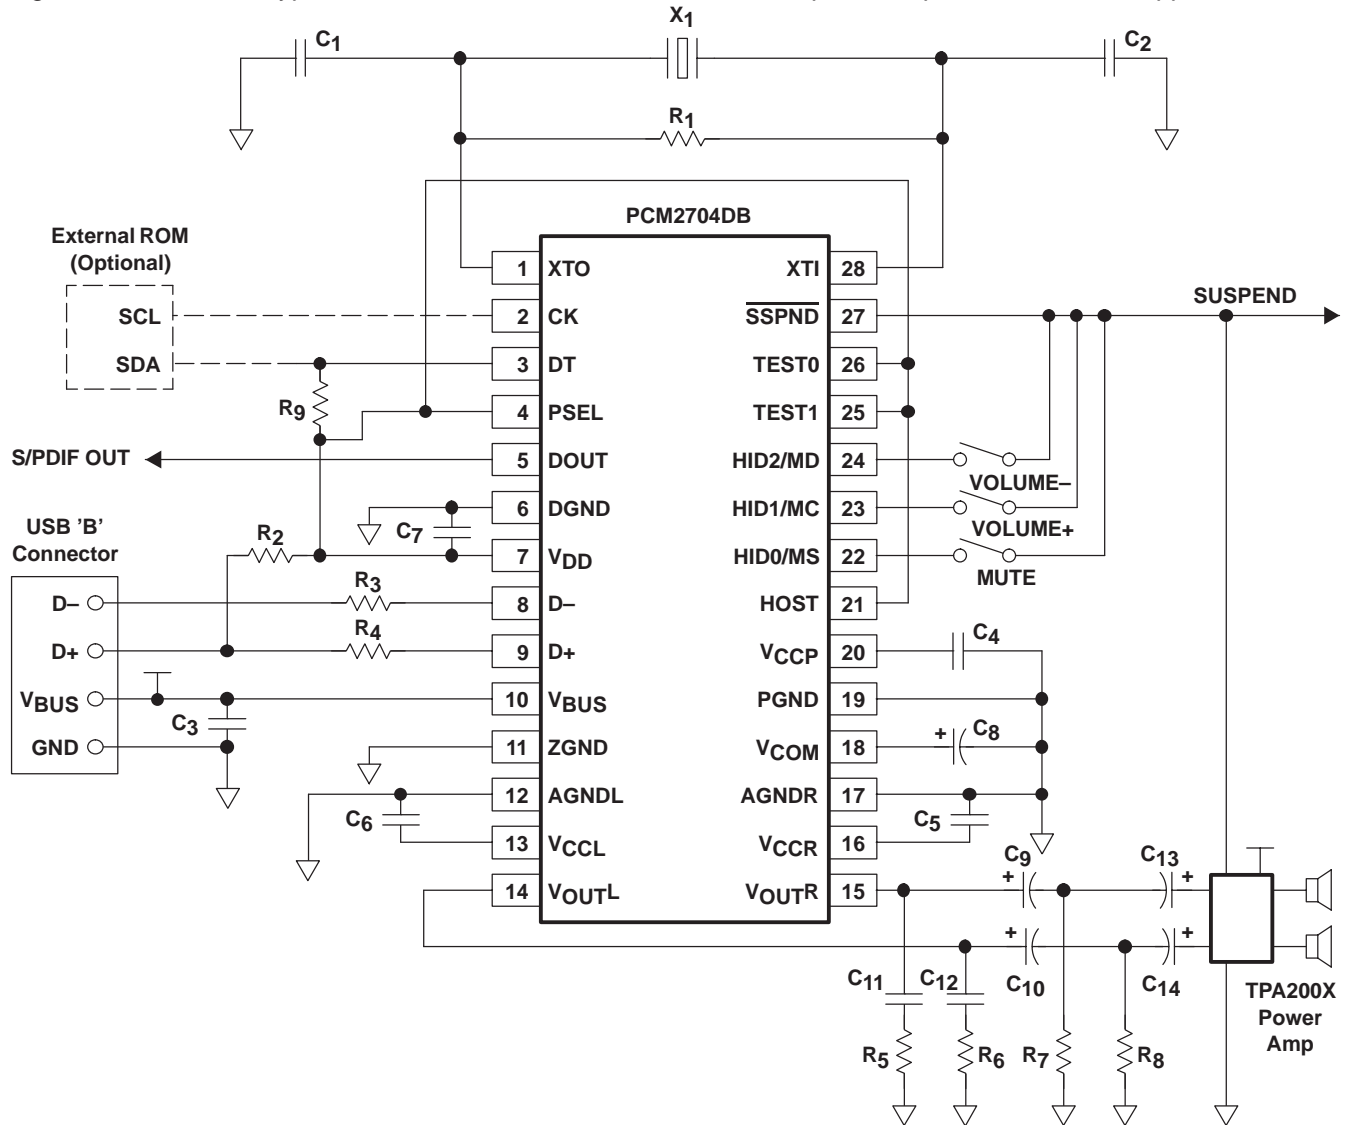 X1
C1
C2
R1
PCM2704DB
External ROM
(Optional)
SCL
SDA
1 XTO
2 CK
3 DT
4 PSEL
5 DOUT
6 DGND
7 VDD
8 D–
9 D+
10 VBUS
11 ZGND
12 AGNDL
13 VCCL
14 VOUTL
XTI 28
SSPND 27
TEST0 26
TEST1 25
HID2/MD 24
HID1/MC 23
HID0/MS 22
HOST 21
VCCP 20
PGND 19
VCOM 18
AGNDR 17
VCCR 16
VOUTR 15
SUSPEND
R9
S/PDIF OUT
VOLUME–
VOLUME+
MUTE
USB 'B'
Connector
R2
C7
R3
R4
D–
D+
VBUS
GND
C3
C6
C4
+ C8
C5
C9
+
C13
+
+
C10
+
C14
C11
C12
R5
R6
R7
R8
TPA200X
Power
Amp